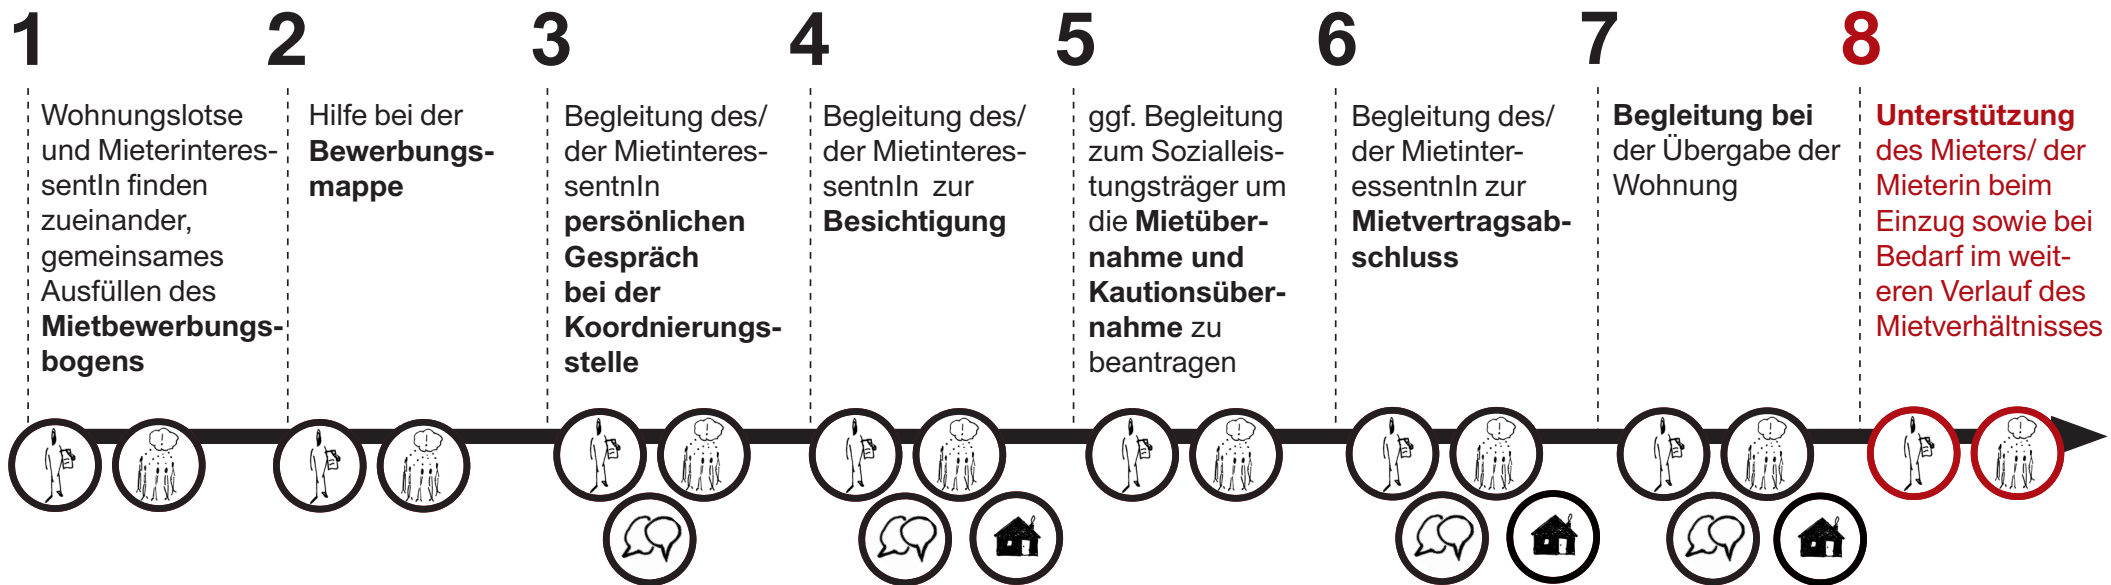 1
Wohnungslotse
und Mieterinteres-
sentIn finden
zueinander,
gemeinsames
Ausfüllen des
Mietbewerbungs-
bogens
2
Hilfe bei der
Bewerbungs-
mappe
3
Begleitung des/
der Mietinteres-
sentnIn
persönlichen
Gespräch
bei der
Koordnierungs-
stelle
4
Begleitung des/
der Mietinteres-
sentnIn zur
Besichtigung
5
ggf. Begleitung
zum Sozialleis-
tungsträger um
die Mietüber-
nahme und
Kautionsüber-
nahme zu
beantragen
6
Begleitung des/
der Mietinter-
essentnIn zur
Mietvertragsab-
schluss
7
Begleitung bei
der Übergabe der
Wohnung
8
Unterstützung
des Mieters/ der
Mieterin beim
Einzug sowie bei
Bedarf im weit-
eren Verlauf des
Mietverhältnisses